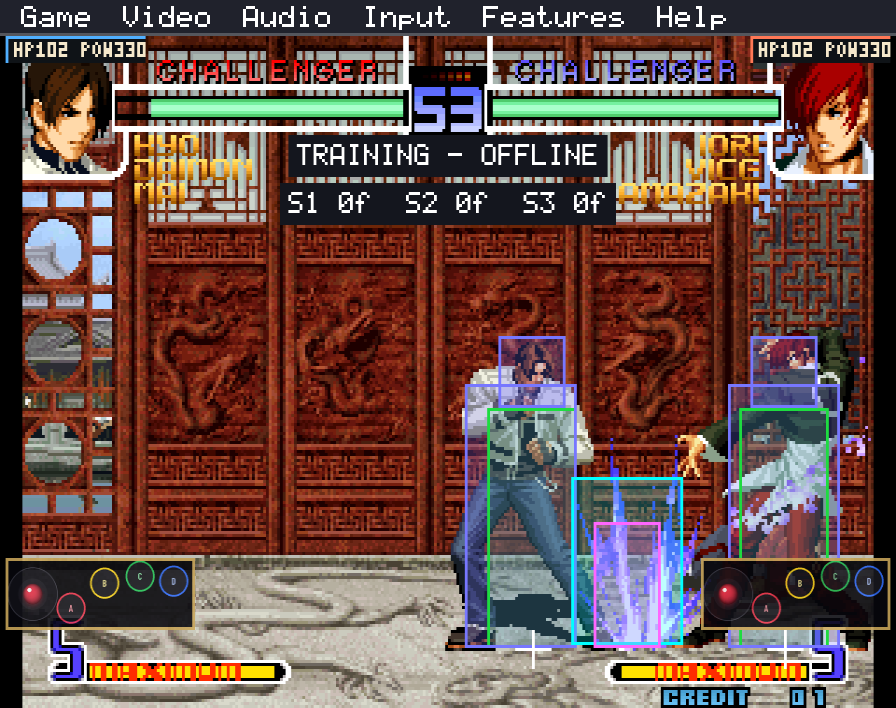 Game Video Audio Input Features Help
HP102 POW330
HP102 POW330
CHALLENGER
CHALLENGER
53
KYO
DAIMON
MAI
IORI
VICE
TRAINING - OFFLINE
S1 0f S2 0f S3 0f
A B C D
A B C D
MAXIMUM
MAXIMUM
CREDIT 01